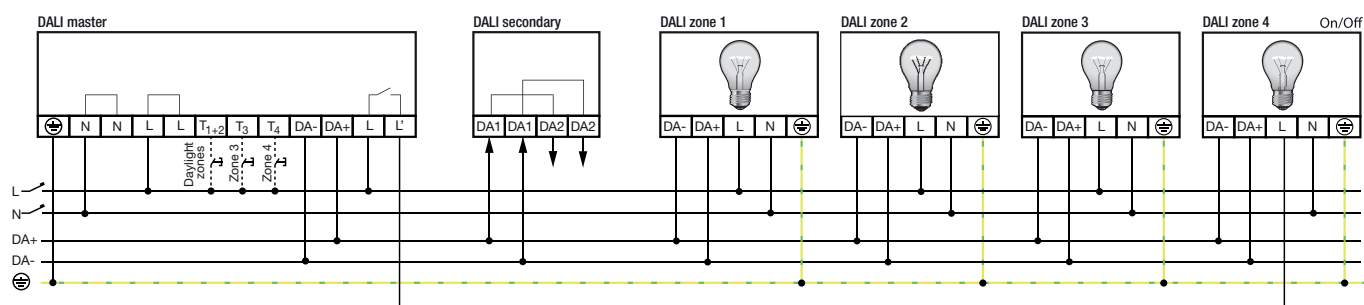 DALI master DALI secondary DALI zone 1 DALI zone 2 DALI zone 3 DALI zone 4 On/Off
N N L L T1+2 T3 T4 DA- DA+ L L' DA1 DA1 DA2 DA2 DA- DA+ L N DA- DA+ L N DA- DA+ L N DA- DA+ L N
Daylight
zones
Zone 3
Zone 4
L
N
DA+
DA-